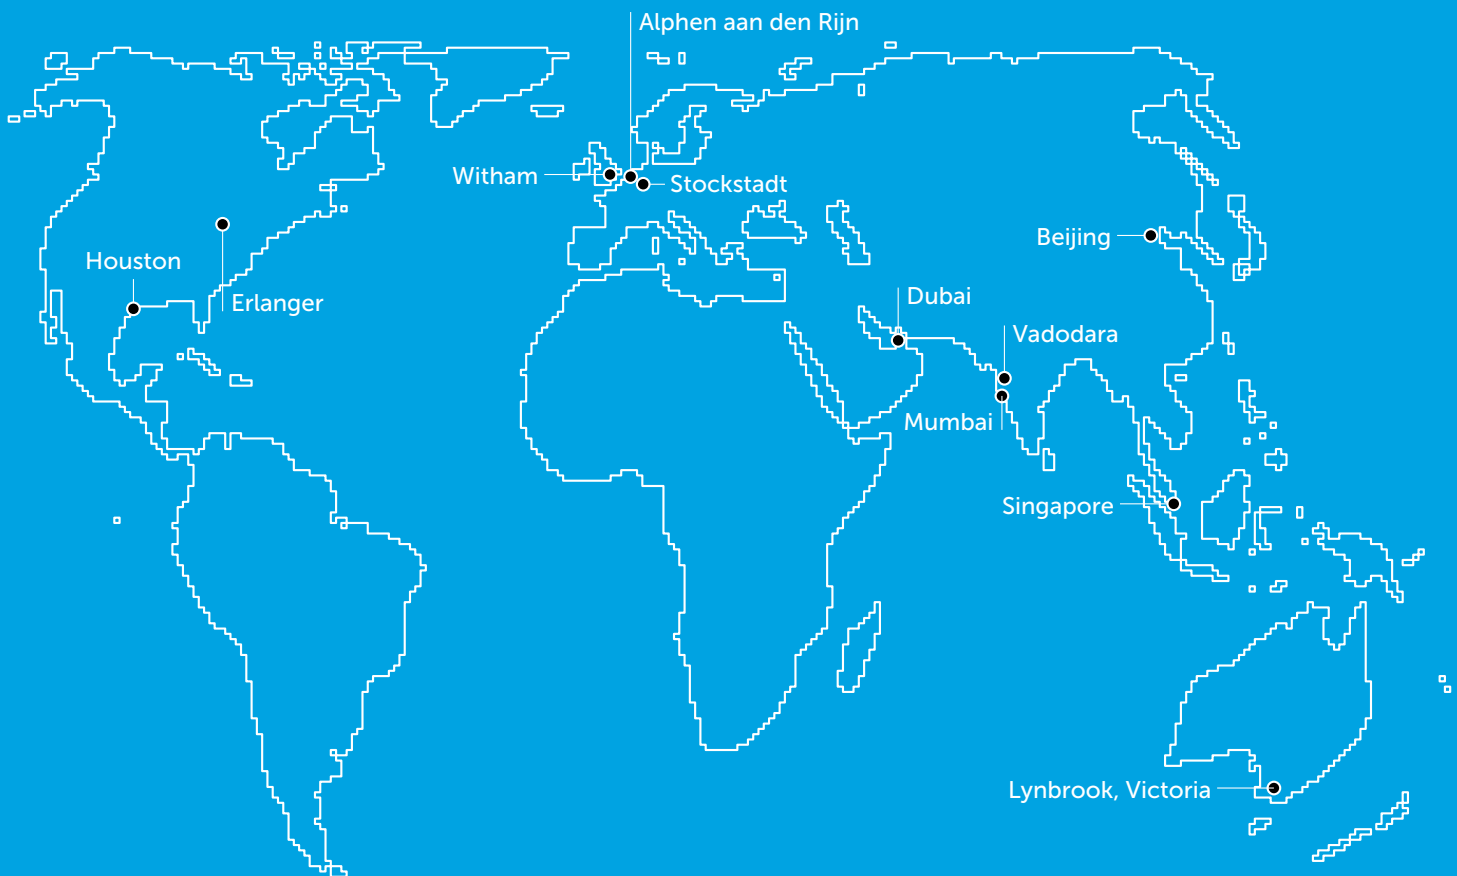 Alphen aan den Rijn
Witham
Stockstadt
Beijing
Houston
Erlanger
Dubai
Vadodara
Mumbai
Singapore
Lynbrook, Victoria